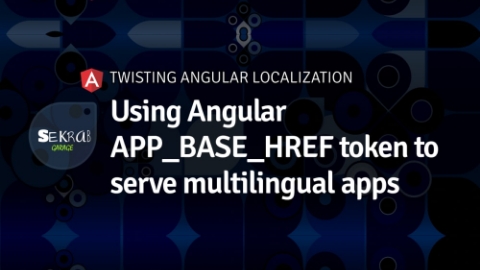 TWISTING ANGULAR LOCALIZATION
Using Angular
APP_BASE_HREF token to
serve multilingual apps
SEKRAB
GARAGE